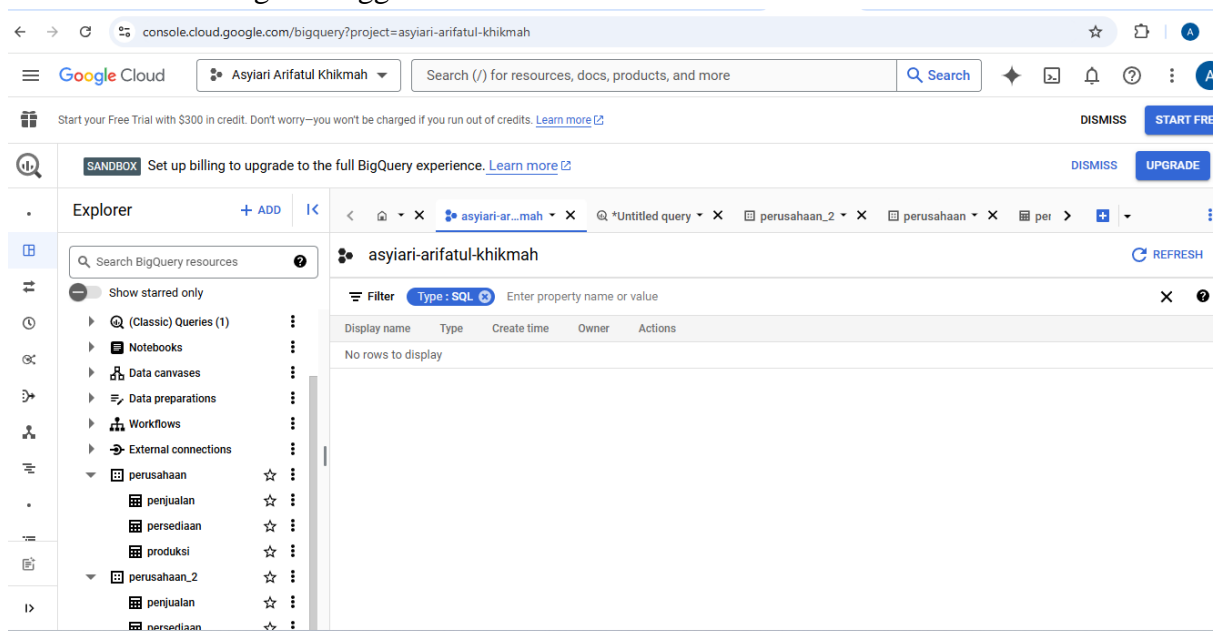 console.cloud.google.com/bigquery?project=asyiari-arifatul-khikmah
A
Google Cloud
Asyiari Arifatul Khikmah
Search (/) for resources, docs, products, and more
Search
A
Start your Free Trial with $300 in credit. Don't worry—you won't be charged if you run out of credits. Learn more
DISMISS
START FRE
SANDBOX Set up billing to upgrade to the full BigQuery experience. Learn more
DISMISS
UPGRADE
Explorer
+ ADD
asyiari-ar...mah
*Untitled query
perusahaan_2
perusahaan
per
Search BigQuery resources
Show starred only
(Classic) Queries (1)
Notebooks
Data canvases
Data preparations
Workflows
External connections
perusahaan
penjualan
persediaan
produksi
perusahaan_2
penjualan
persediaan
asyiari-arifatul-khikmah
REFRESH
Filter
Type : SQL
Enter property name or value
Display name Type Create time Owner Actions
No rows to display